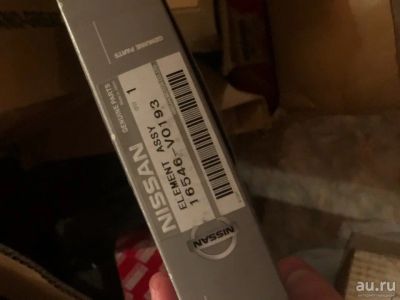 GENUINE PARTS
NISSAN
GENUINE PARTS
ELEMENT ASSY
16546-V0193 1
NISSAN
au.ru